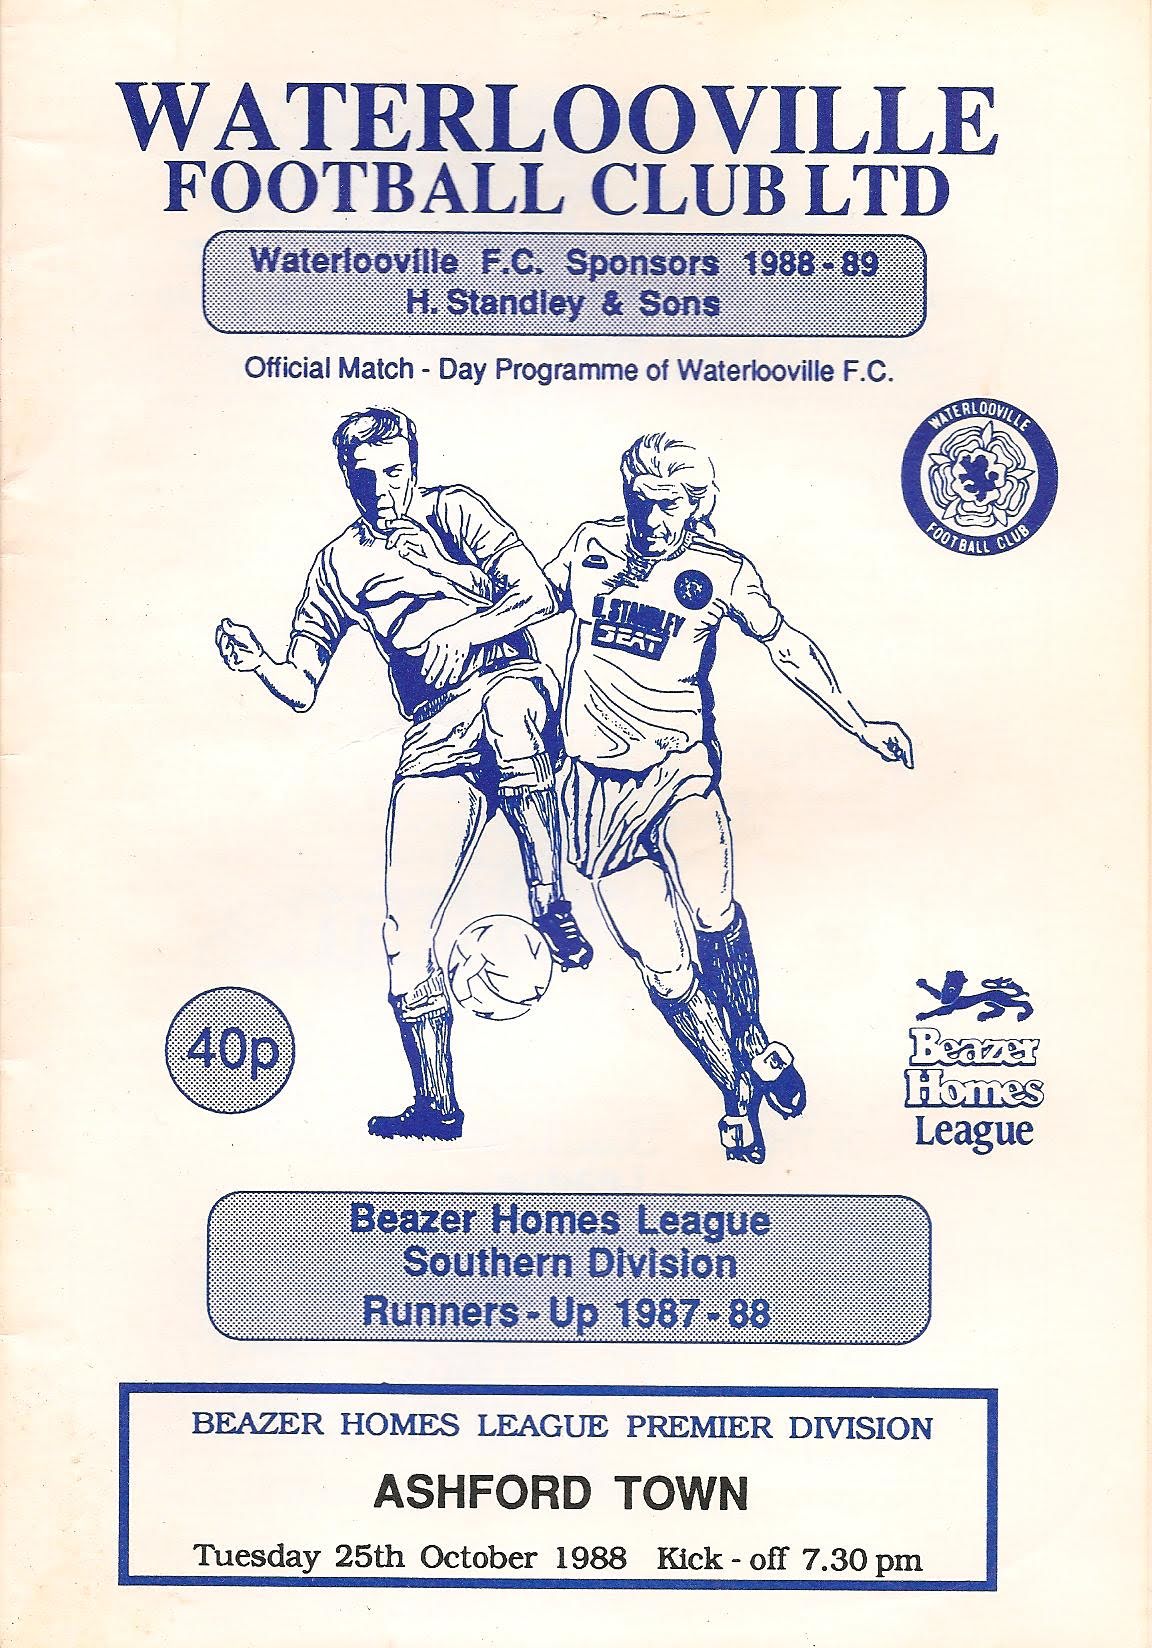 WATERLOOVILLE
FOOTBALL CLUB LTD
Waterlooville F.C. Sponsors 1988-89
H. Standley & Sons
Official Match - Day Programme of Waterlooville F.C.
WATERLOOVILLE
FOOTBALL CLUB
H. STANDLEY
SEAT
40p
Beazer
Homes
League
Beazer Homes League
Southern Division
Runners - Up 1987 - 88
BEAZER HOMES LEAGUE PREMIER DIVISION
ASHFORD TOWN
Tuesday 25th October 1988 Kick - off 7.30 pm